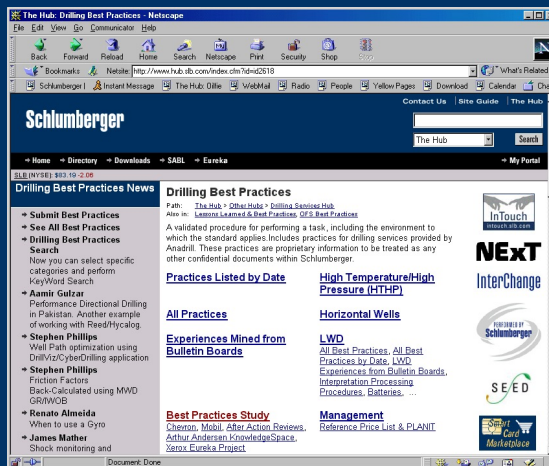 The Hub: Drilling Best Practices - Netscape
File Edit View Go Communicator Help
Back Forward Reload Home Search Netscape Print Security Shop Stop
Bookmarks Netsite: http://www.hub.slb.com/index.cfm?id=id2618 What's Related
Schlumberger I Instant Message The Hub: Dillie WebMail Radio People Yellow Pages Download Calendar
Contact Us Site Guide The Hub
Schlumberger
The Hub Search
Home Directory Downloads SABL Eureka My Portal
SLB (NYSE): $83.19 -2.06
Drilling Best Practices News
Submit Best Practices
See All Best Practices
Drilling Best Practices
Search
Now you can select specific
categories and perform
KeyWord Search
Aamir Gulzar
Performance Directional Drilling
in Pakistan. Another example
of working with Reed/Hycalog.
Stephen Phillips
Well Path optimization using
DrillViz/CyberDrilling application
Stephen Phillips
Friction Factors
Back-Calculated using MWD
GR/IWOB
Renato Almeida
When to use a Gyro
James Mather
Shock monitoring and
Drilling Best Practices
Path: The Hub > Other Hubs > Drilling Services Hub
Also in: Lessons Learned & Best Practices, OFS Best Practices
A validated procedure for performing a task, including the environment to
which the standard applies.Includes practices for drilling services provided by
Anadrill. These practices are proprietary information to be treated as any
other confidential documents within Schlumberger.
Practices Listed by Date
High Temperature/High
Pressure (HTHP)
All Practices
Horizontal Wells
Experiences Mined from
Bulletin Boards
LWD
All Best Practices, All Best
Practices by Date, LWD
Experiences from Bulletin Boards,
Interpretation Processing
Procedures, Batteries, ...
Best Practices Study
Chevron, Mobil, After Action Reviews,
Arthur Andersen KnowledgeSpace,
Xerox Eureka Project
Management
Reference Price List & PLANIT
InTouch
intouch.slb.com
NExT
InterChange
PERFORMED BY
Schlumberger
SEED
Smart
Card
Marketplace
Document: Done